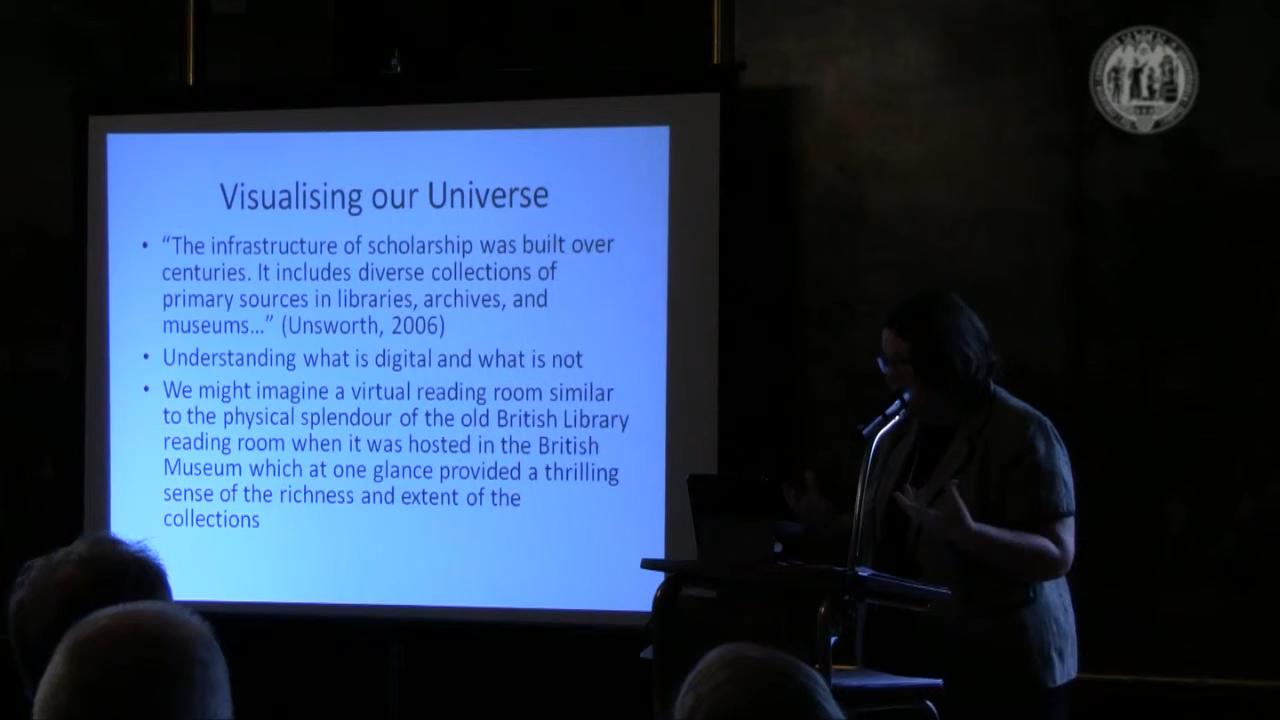 Visualising our Universe
• “The infrastructure of scholarship was built over
centuries. It includes diverse collections of
primary sources in libraries, archives, and
museums…” (Unsworth, 2006)
• Understanding what is digital and what is not
• We might imagine a virtual reading room similar
to the physical splendour of the old British Library
reading room when it was hosted in the British
Museum which at one glance provided a thrilling
sense of the richness and extent of the
collections